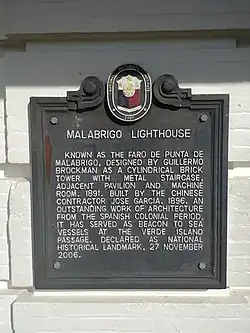 MALABRIGO LIGHTHOUSE
KNOWN AS THE FARO DE PUNTA DE
MALABRIGO, DESIGNED BY GUILLERMO
BROCKMAN AS A CYLINDRICAL BRICK
TOWER WITH METAL STAIRCASE,
ADJACENT PAVILION AND MACHINE
ROOM, 1891. BUILT BY THE CHINESE
CONTRACTOR JOSE GARCIA, 1896. AN
OUTSTANDING WORK OF ARCHITECTURE
FROM THE SPANISH COLONIAL PERIOD,
IT HAS SERVED AS BEACON TO SEA
VESSELS AT THE VERDE ISLAND
PASSAGE. DECLARED AS NATIONAL
HISTORICAL LANDMARK, 27 NOVEMBER
2006.